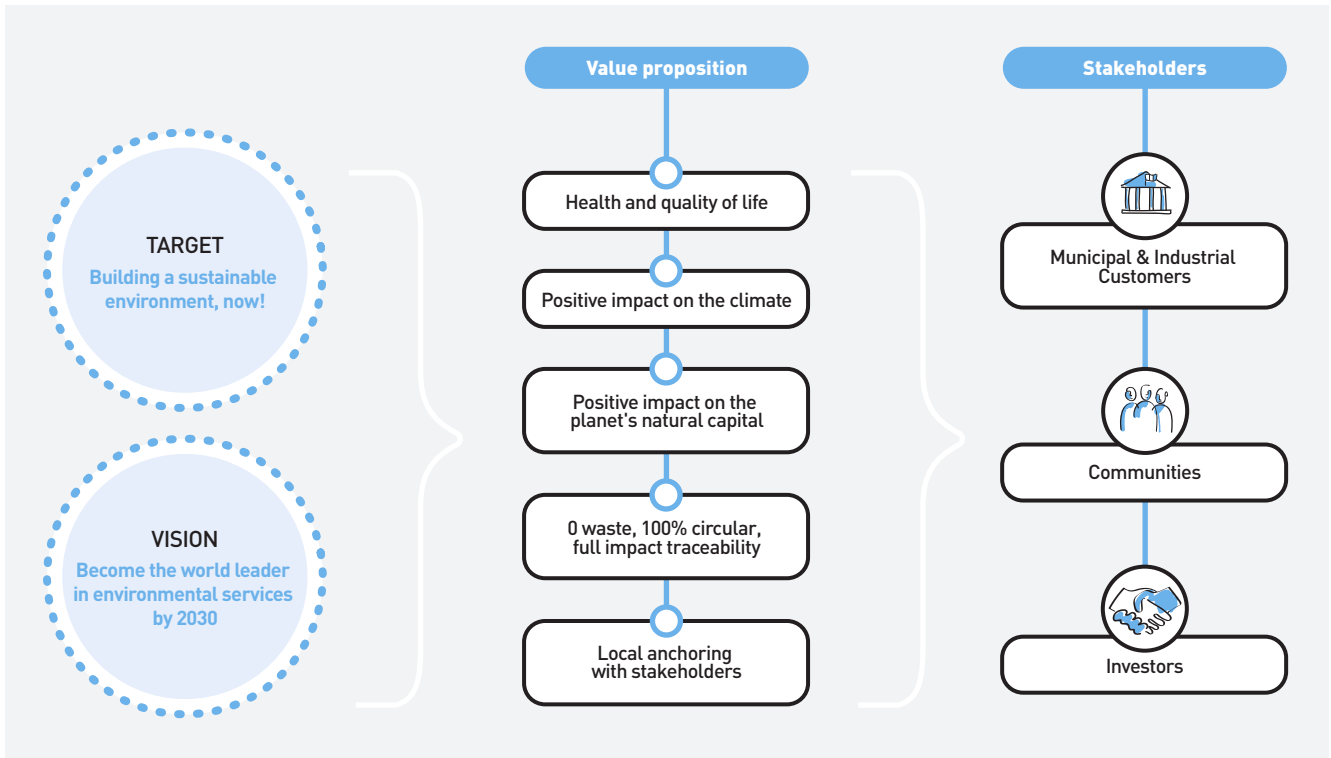 TARGET
Building a sustainable
environment, now!
VISION
Become the world leader
in environmental services
by 2030
Value proposition
Health and quality of life
Positive impact on the climate
Positive impact on the
planet's natural capital
0 waste, 100% circular,
full impact traceability
Local anchoring
with stakeholders
Stakeholders
Municipal & Industrial
Customers
Communities
Investors